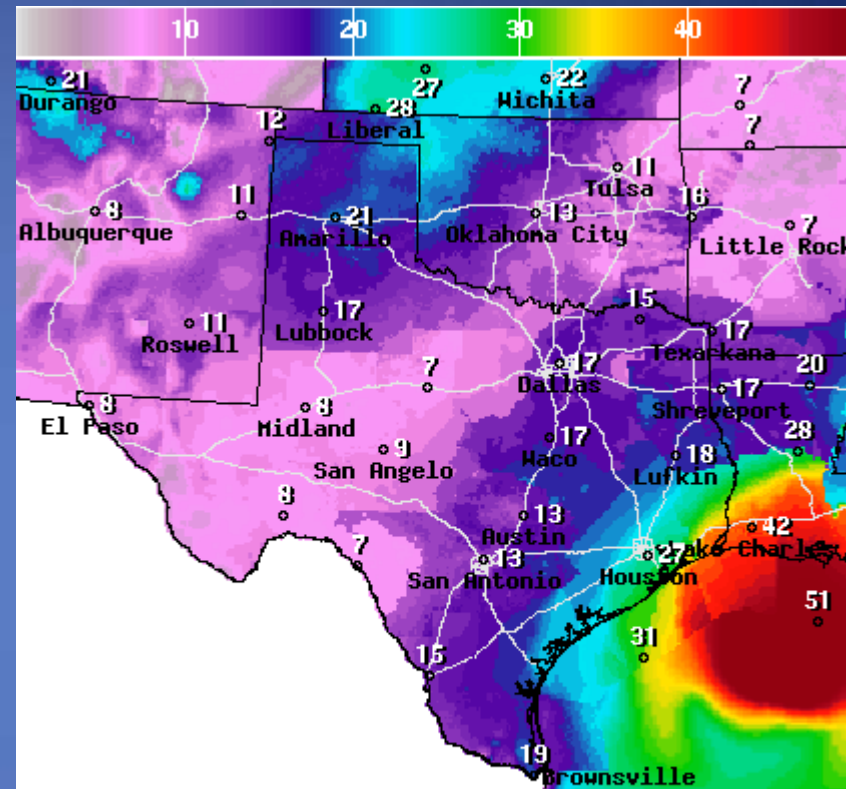 10 20 30 40
21 27 22 7
Durango Wichita
28
Liberal
12 7
11
Tulsa
8 11 21 13 16 7
Albuquerque Amarillo Oklahoma City Little Rock
11 17 15 17
Roswell Lubbock Texarkana
7 17 17 20
Dallas Shreveport
8 8
El Paso Midland
9 17 18 28
San Angelo Waco Lufkin
8 13 42
Austin Lake Charles
7 13 27
San Antonio Houston
51
31
15
19
Brownsville